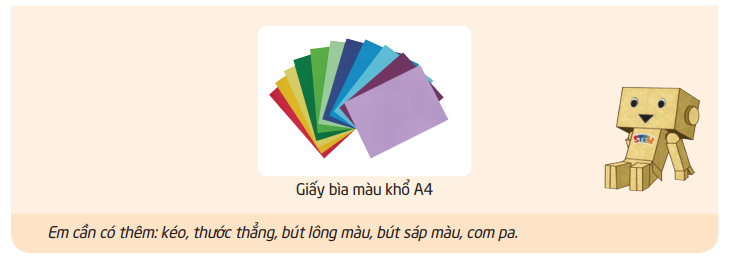 STEM
Giấy bìa màu khổ A4
Em cần có thêm: kéo, thước thẳng, bút lông màu, bút sáp màu, com pa.